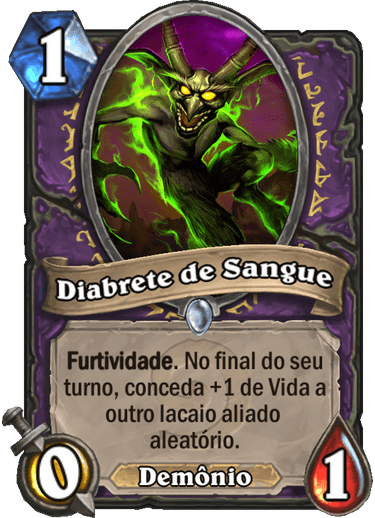 1
Diabrete de Sangue
Furtividade. No final do seu
turno, conceda +1 de Vida a
outro lacaio aliado
aleatório.
0
Demônio
1